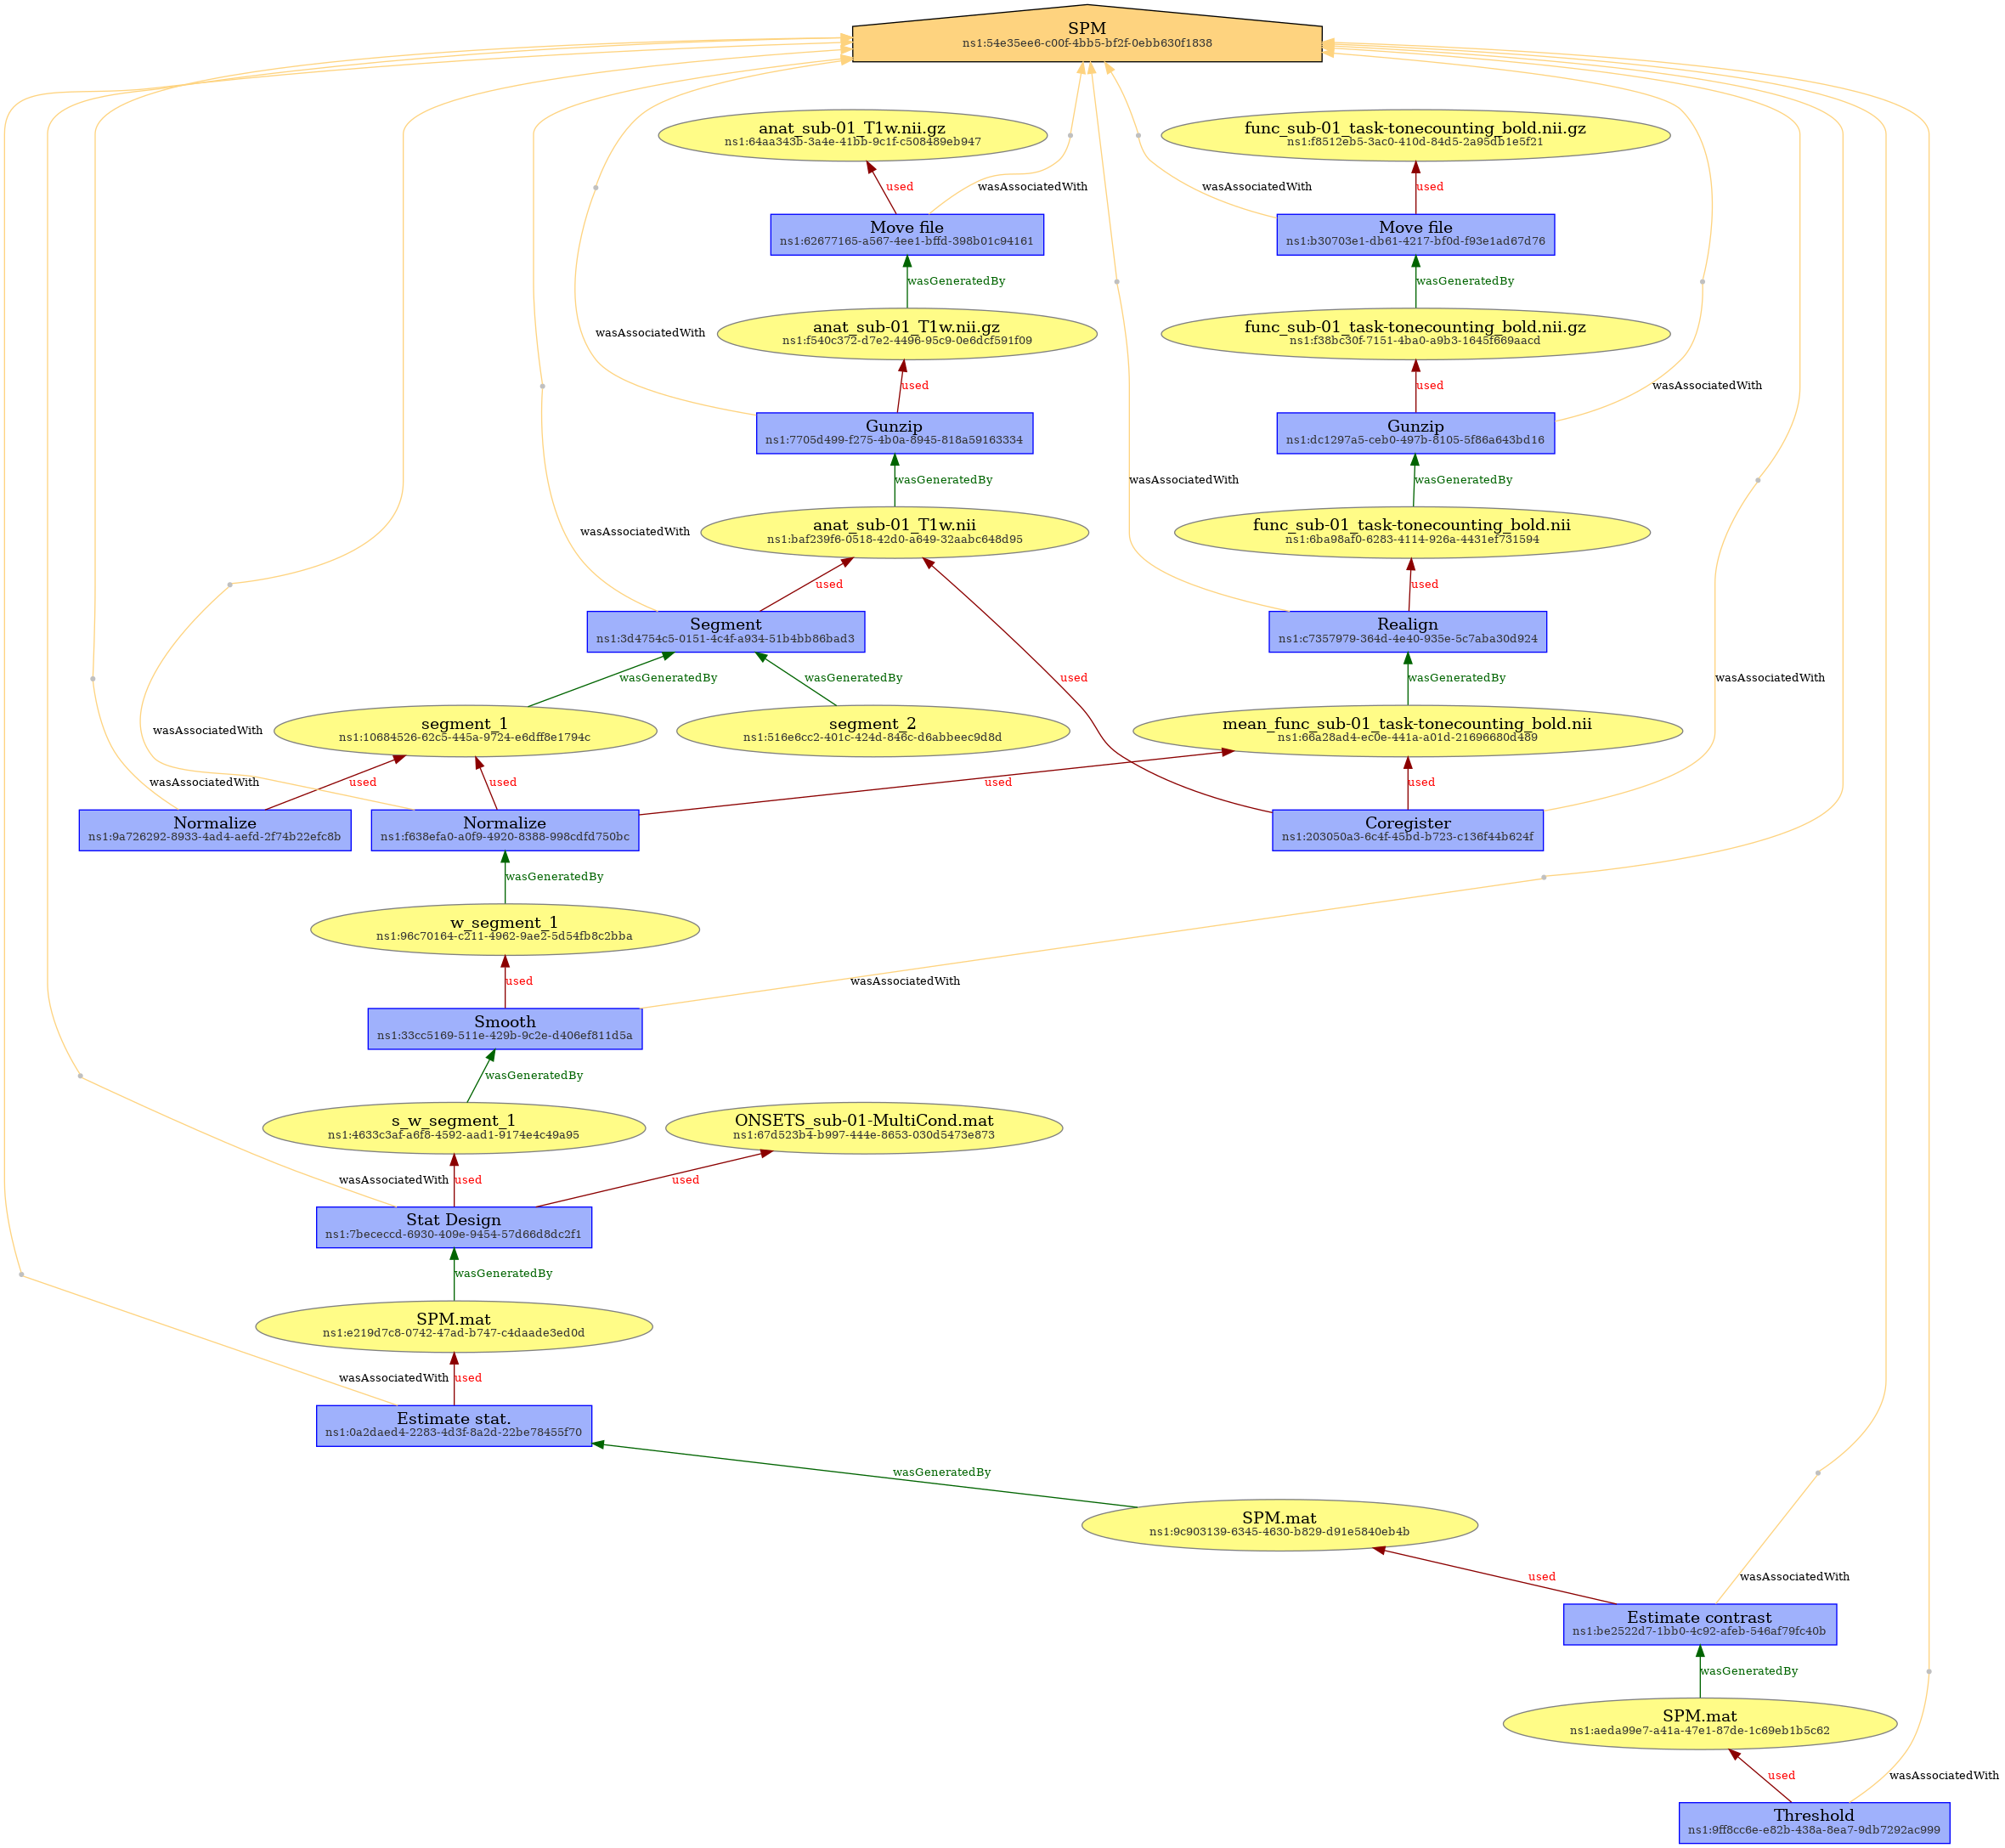 SPM
ns1:54e35ee6-c00f-4bb5-bf2f-0ebb630f1838
anat_sub-01_T1w.nii.gz
ns1:64aa343b-3a4e-41bb-9c1f-c508489eb947
func_sub-01_task-tonecounting_bold.nii.gz
ns1:f8512eb5-3ac0-410d-84d5-2a95db1e5f21
used
wasAssociatedWith
wasAssociatedWith
used
Move file
ns1:62677165-a567-4ee1-bffd-398b01c94161
Move file
ns1:b30703e1-db61-4217-bf0d-f93e1ad67d76
wasGeneratedBy
wasGeneratedBy
anat_sub-01_T1w.nii.gz
ns1:f540c372-d7e2-4496-95c9-0e6dcf591f09
func_sub-01_task-tonecounting_bold.nii.gz
ns1:f38bc30f-7151-4ba0-a9b3-1645f669aacd
wasAssociatedWith
used
used
wasAssociatedWith
Gunzip
ns1:7705d499-f275-4b0a-8945-818a59163334
Gunzip
ns1:dc1297a5-ceb0-497b-8105-5f86a643bd16
wasAssociatedWith
wasGeneratedBy
wasGeneratedBy
anat_sub-01_T1w.nii
ns1:baf239f6-0518-42d0-a649-32aabc648d95
func_sub-01_task-tonecounting_bold.nii
ns1:6ba98af0-6283-4114-926a-4431ef731594
wasAssociatedWith
used
used
Segment
ns1:3d4754c5-0151-4c4f-a934-51b4bb86bad3
Realign
ns1:c7357979-364d-4e40-935e-5c7aba30d924
wasGeneratedBy
wasGeneratedBy
used
wasGeneratedBy
wasAssociatedWith
segment_1
ns1:10684526-62c5-445a-9724-e6dff8e1794c
segment_2
ns1:516e6cc2-401c-424d-846c-d6abbeec9d8d
mean_func_sub-01_task-tonecounting_bold.nii
ns1:66a28ad4-ec0e-441a-a01d-21696680d489
wasAssociatedWith
wasAssociatedWith
used
used
used
used
Normalize
ns1:9a726292-8933-4ad4-aefd-2f74b22efc8b
Normalize
ns1:f638efa0-a0f9-4920-8388-998cdfd750bc
Coregister
ns1:203050a3-6c4f-45bd-b723-c136f44b624f
wasGeneratedBy
w_segment_1
ns1:96c70164-c211-4962-9ae2-5d54fb8c2bba
used
wasAssociatedWith
Smooth
ns1:33cc5169-511e-429b-9c2e-d406ef811d5a
wasGeneratedBy
s_w_segment_1
ns1:4633c3af-a6f8-4592-aad1-9174e4c49a95
ONSETS_sub-01-MultiCond.mat
ns1:67d523b4-b997-444e-8653-030d5473e873
wasAssociatedWith
used
used
Stat Design
ns1:7bececcd-6930-409e-9454-57d66d8dc2f1
wasGeneratedBy
SPM.mat
ns1:e219d7c8-0742-47ad-b747-c4daade3ed0d
wasAssociatedWith
used
Estimate stat.
ns1:0a2daed4-2283-4d3f-8a2d-22be78455f70
wasGeneratedBy
SPM.mat
ns1:9c903139-6345-4630-b829-d91e5840eb4b
used
wasAssociatedWith
Estimate contrast
ns1:be2522d7-1bb0-4c92-afeb-546af79fc40b
wasGeneratedBy
SPM.mat
ns1:aeda99e7-a41a-47e1-87de-1c69eb1b5c62
used
wasAssociatedWith
Threshold
ns1:9ff8cc6e-e82b-438a-8ea7-9db7292ac999